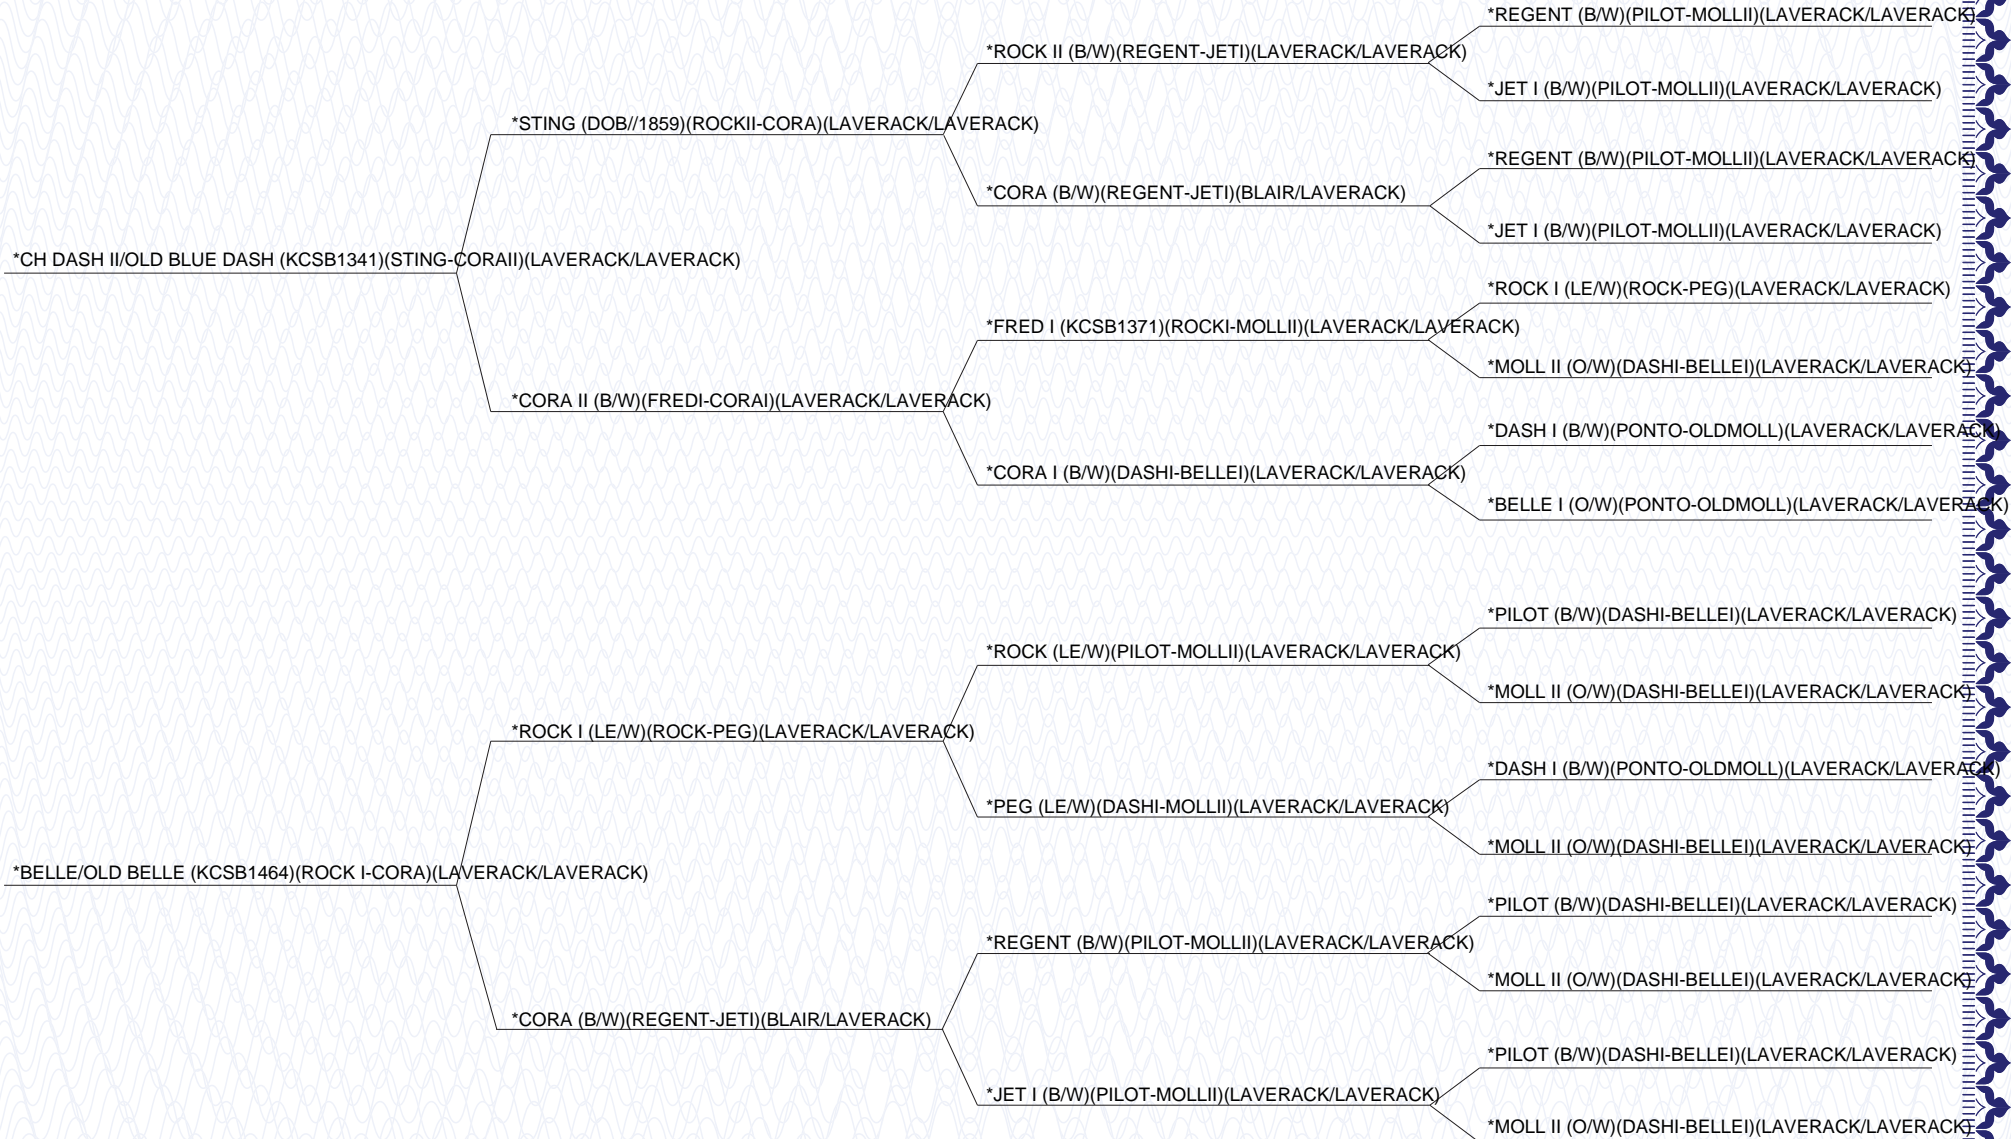 *REGENT (B/W)(PILOT-MOLLII)(LAVERACK/LAVERACK)
*ROCK II (B/W)(REGENT-JETI)(LAVERACK/LAVERACK)
*JET I (B/W)(PILOT-MOLLII)(LAVERACK/LAVERACK)
*STING (DOB//1859)(ROCKII-CORA)(LAVERACK/LAVERACK)
*REGENT (B/W)(PILOT-MOLLII)(LAVERACK/LAVERACK)
*CORA (B/W)(REGENT-JETI)(BLAIR/LAVERACK)
*JET I (B/W)(PILOT-MOLLII)(LAVERACK/LAVERACK)
*CH DASH II/OLD BLUE DASH (KCSB1341)(STING-CORAII)(LAVERACK/LAVERACK)
*ROCK I (LE/W)(ROCK-PEG)(LAVERACK/LAVERACK)
*FRED I (KCSB1371)(ROCKI-MOLLII)(LAVERACK/LAVERACK)
*MOLL II (O/W)(DASHI-BELLEI)(LAVERACK/LAVERACK)
*CORA II (B/W)(FREDI-CORAI)(LAVERACK/LAVERACK)
*DASH I (B/W)(PONTO-OLDMOLL)(LAVERACK/LAVERACK)
*CORA I (B/W)(DASHI-BELLEI)(LAVERACK/LAVERACK)
*BELLE I (O/W)(PONTO-OLDMOLL)(LAVERACK/LAVERACK)
*PILOT (B/W)(DASHI-BELLEI)(LAVERACK/LAVERACK)
*ROCK (LE/W)(PILOT-MOLLII)(LAVERACK/LAVERACK)
*MOLL II (O/W)(DASHI-BELLEI)(LAVERACK/LAVERACK)
*ROCK I (LE/W)(ROCK-PEG)(LAVERACK/LAVERACK)
*DASH I (B/W)(PONTO-OLDMOLL)(LAVERACK/LAVERACK)
*PEG (LE/W)(DASHI-MOLLII)(LAVERACK/LAVERACK)
*MOLL II (O/W)(DASHI-BELLEI)(LAVERACK/LAVERACK)
*BELLE/OLD BELLE (KCSB1464)(ROCK I-CORA)(LAVERACK/LAVERACK)
*PILOT (B/W)(DASHI-BELLEI)(LAVERACK/LAVERACK)
*REGENT (B/W)(PILOT-MOLLII)(LAVERACK/LAVERACK)
*MOLL II (O/W)(DASHI-BELLEI)(LAVERACK/LAVERACK)
*CORA (B/W)(REGENT-JETI)(BLAIR/LAVERACK)
*PILOT (B/W)(DASHI-BELLEI)(LAVERACK/LAVERACK)
*JET I (B/W)(PILOT-MOLLII)(LAVERACK/LAVERACK)
*MOLL II (O/W)(DASHI-BELLEI)(LAVERACK/LAVERACK)